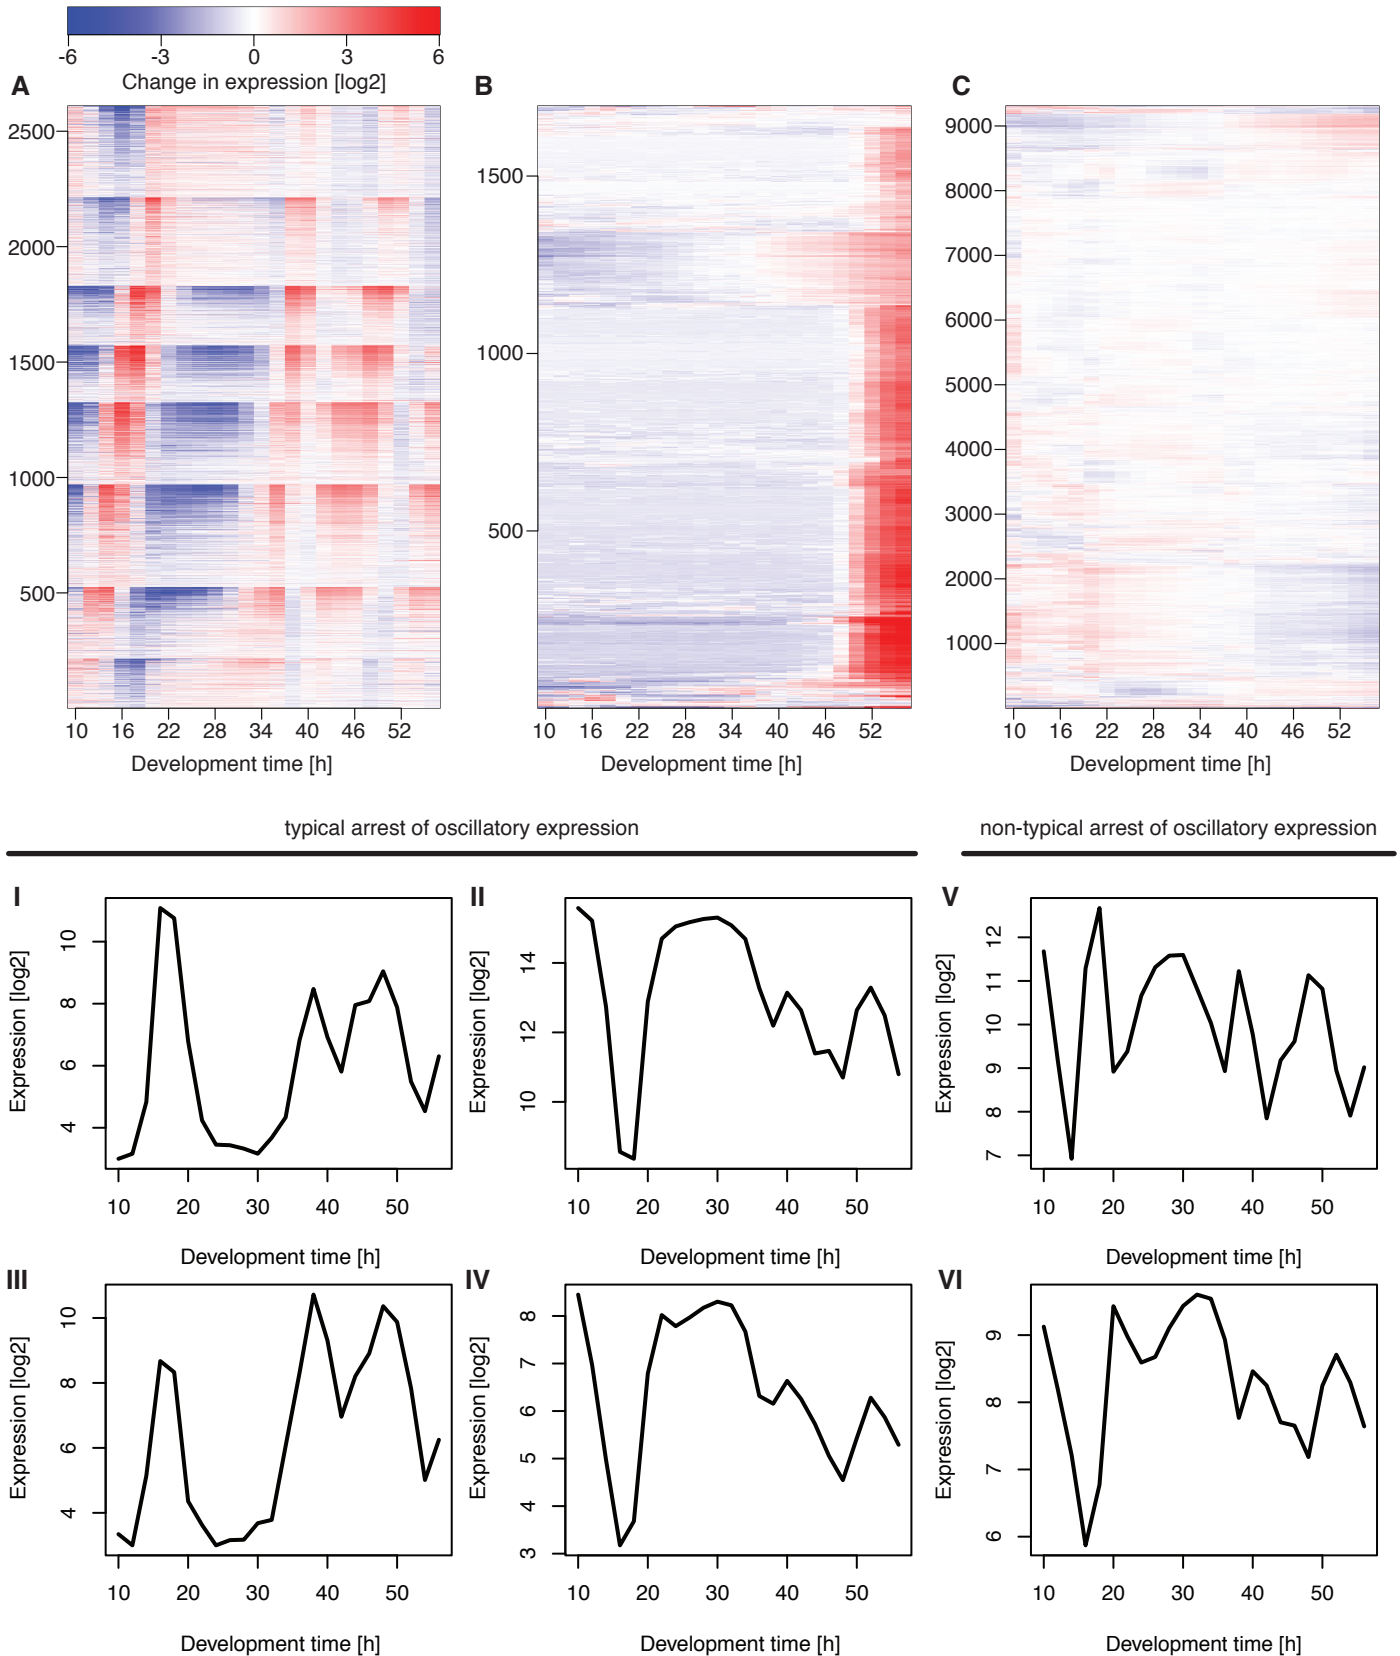 -6 -3 0 3 6
Change in expression [log2]
A B C
2500
2000
1500
1000
500
10 16 22 28 34 40 46 52
Development time [h]
1500
1000
500
10 16 22 28 34 40 46 52
Development time [h]
9000
8000
7000
6000
5000
4000
3000
2000
1000
10 16 22 28 34 40 46 52
Development time [h]
typical arrest of oscillatory expression
non-typical arrest of oscillatory expression
I
Expression [log2]
10
8
6
4
10 20 30 40 50
Development time [h]
II
Expression [log2]
14
12
10
10 20 30 40 50
Development time [h]
V
Expression [log2]
12
11
10
9
8
7
10 20 30 40 50
Development time [h]
III
Expression [log2]
10
8
6
4
10 20 30 40 50
Development time [h]
IV
Expression [log2]
8
7
6
5
4
3
10 20 30 40 50
Development time [h]
VI
Expression [log2]
9
8
7
6
10 20 30 40 50
Development time [h]